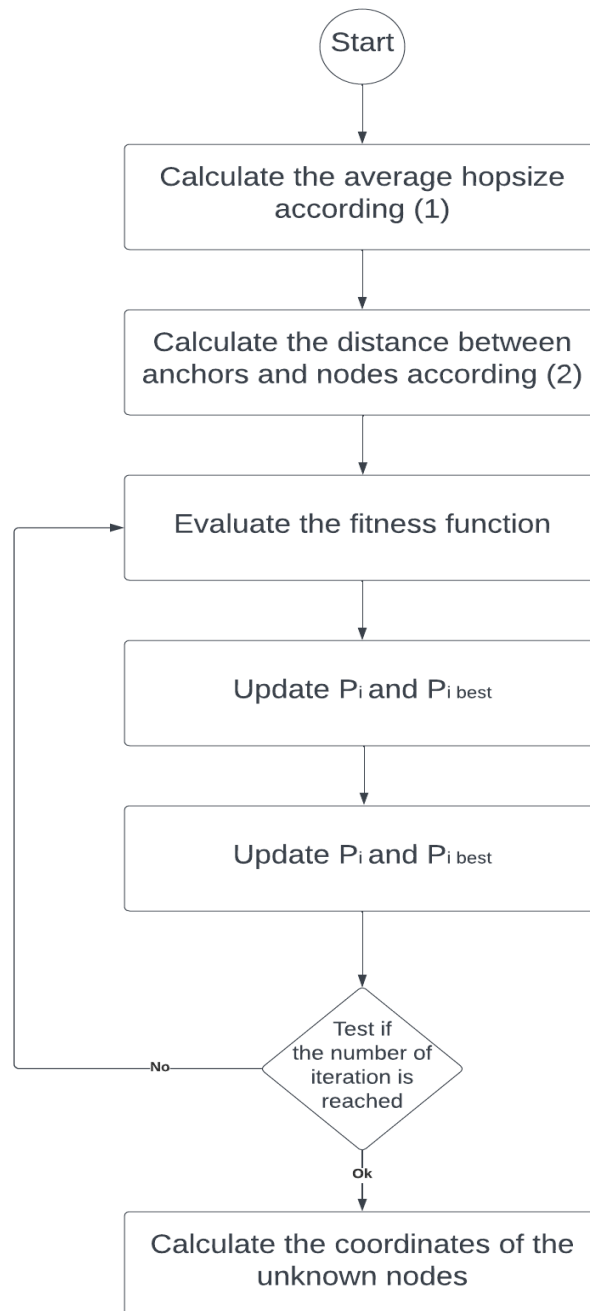 Start
Calculate the average hopsize
according (1)
Calculate the distance between
anchors and nodes according (2)
Evaluate the fitness function
Update Pi and Pi best
Update Pi and Pi best
Test if
the number of
iteration is
reached
No
Ok
Calculate the coordinates of the
unknown nodes